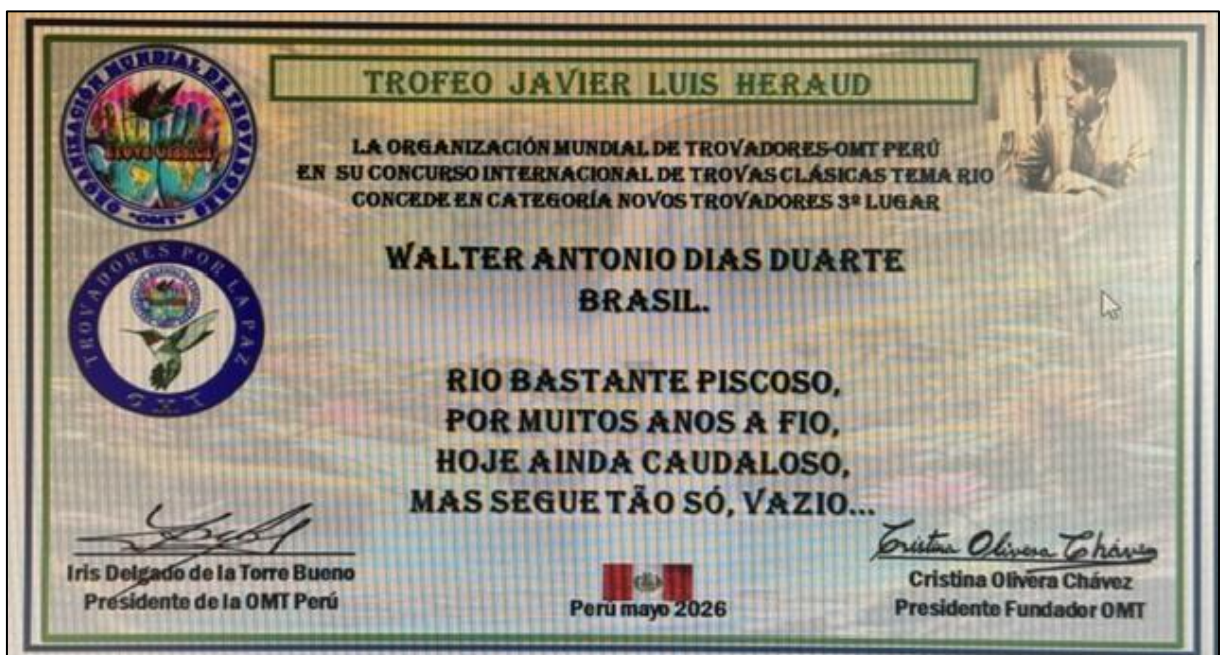 ORGANIZACIÓN MUNDIAL DE TROVADORES
"OMT"
TROFEO JAVIER LUIS HERAUD
LA ORGANIZACIÓN MUNDIAL DE TROVADORES-OMT PERÚ
EN SU CONCURSO INTERNACIONAL DE TROVAS CLÁSICAS TEMA RIO
CONCEDE EN CATEGORÍA NOVOS TROVADORES 3º LUGAR
WALTER ANTONIO DIAS DUARTE
BRASIL.
TROVADORES POR LA PAZ
OMT
RIO BASTANTE PISCOSO,
POR MUITOS ANOS A FIO,
HOJE AINDA CAUDALOSO,
MAS SEGUE TÃO SÓ, VAZIO...
Cristina Olivera Chávez
Iris Delgado de la Torre Bueno
Presidente de la OMT Perú
Perú mayo 2026
Cristina Olivera Chávez
Presidente Fundador OMT